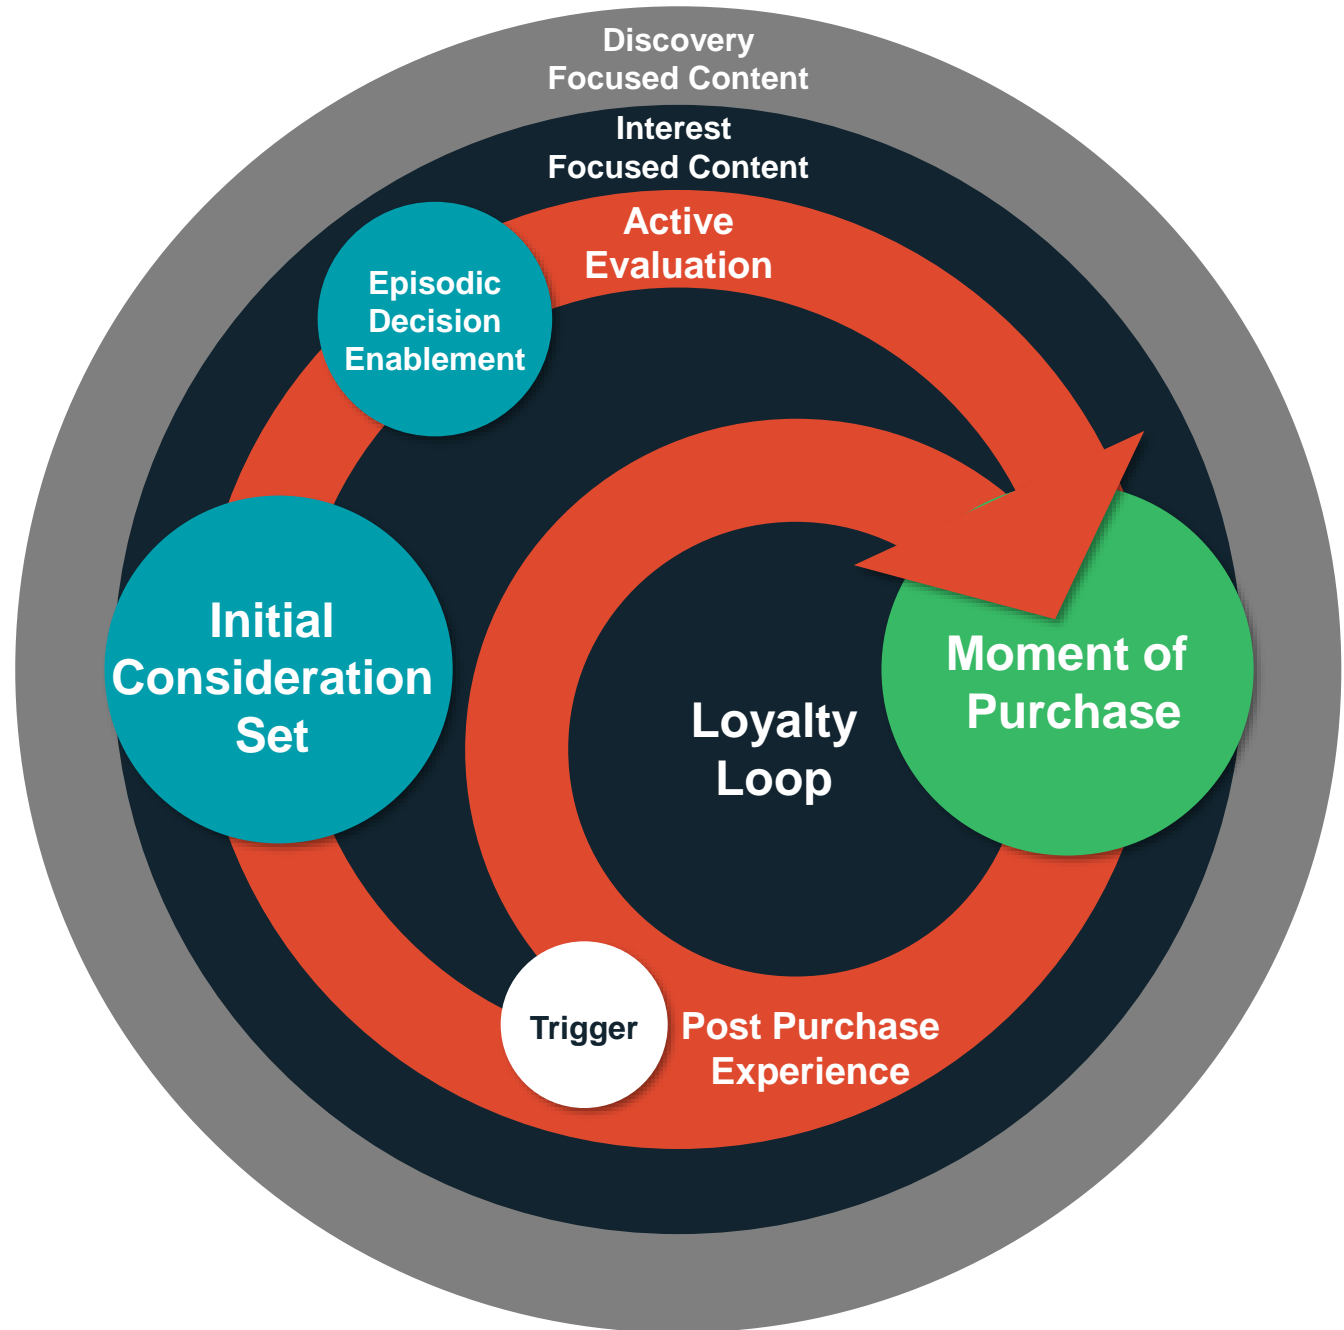 Discovery
Focused Content
Interest
Focused Content
Active
Evaluation
Episodic
Decision
Enablement
Initial
Consideration
Set
Moment of
Purchase
Loyalty
Loop
Trigger
Post Purchase
Experience